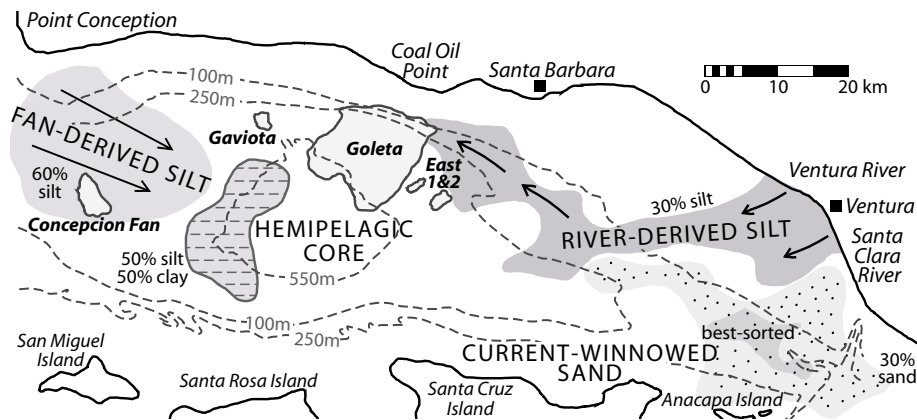 Point Conception
Coal Oil
Point
Santa Barbara
0
10
20 km
100m
250m
FAN-DERIVED SILT
Gaviota
Goleta
East
1&2
60%
silt
Concepcion Fan
HEMIPELAGIC
CORE
50% silt
50% clay
550m
30% silt
RIVER-DERIVED SILT
Ventura River
Ventura
Santa
Clara
River
100m
250m
best-sorted
CURRENT-WINNOWED
SAND
30%
sand
San Miguel
Island
Santa Rosa Island
Santa Cruz
Island
Anacapa Island